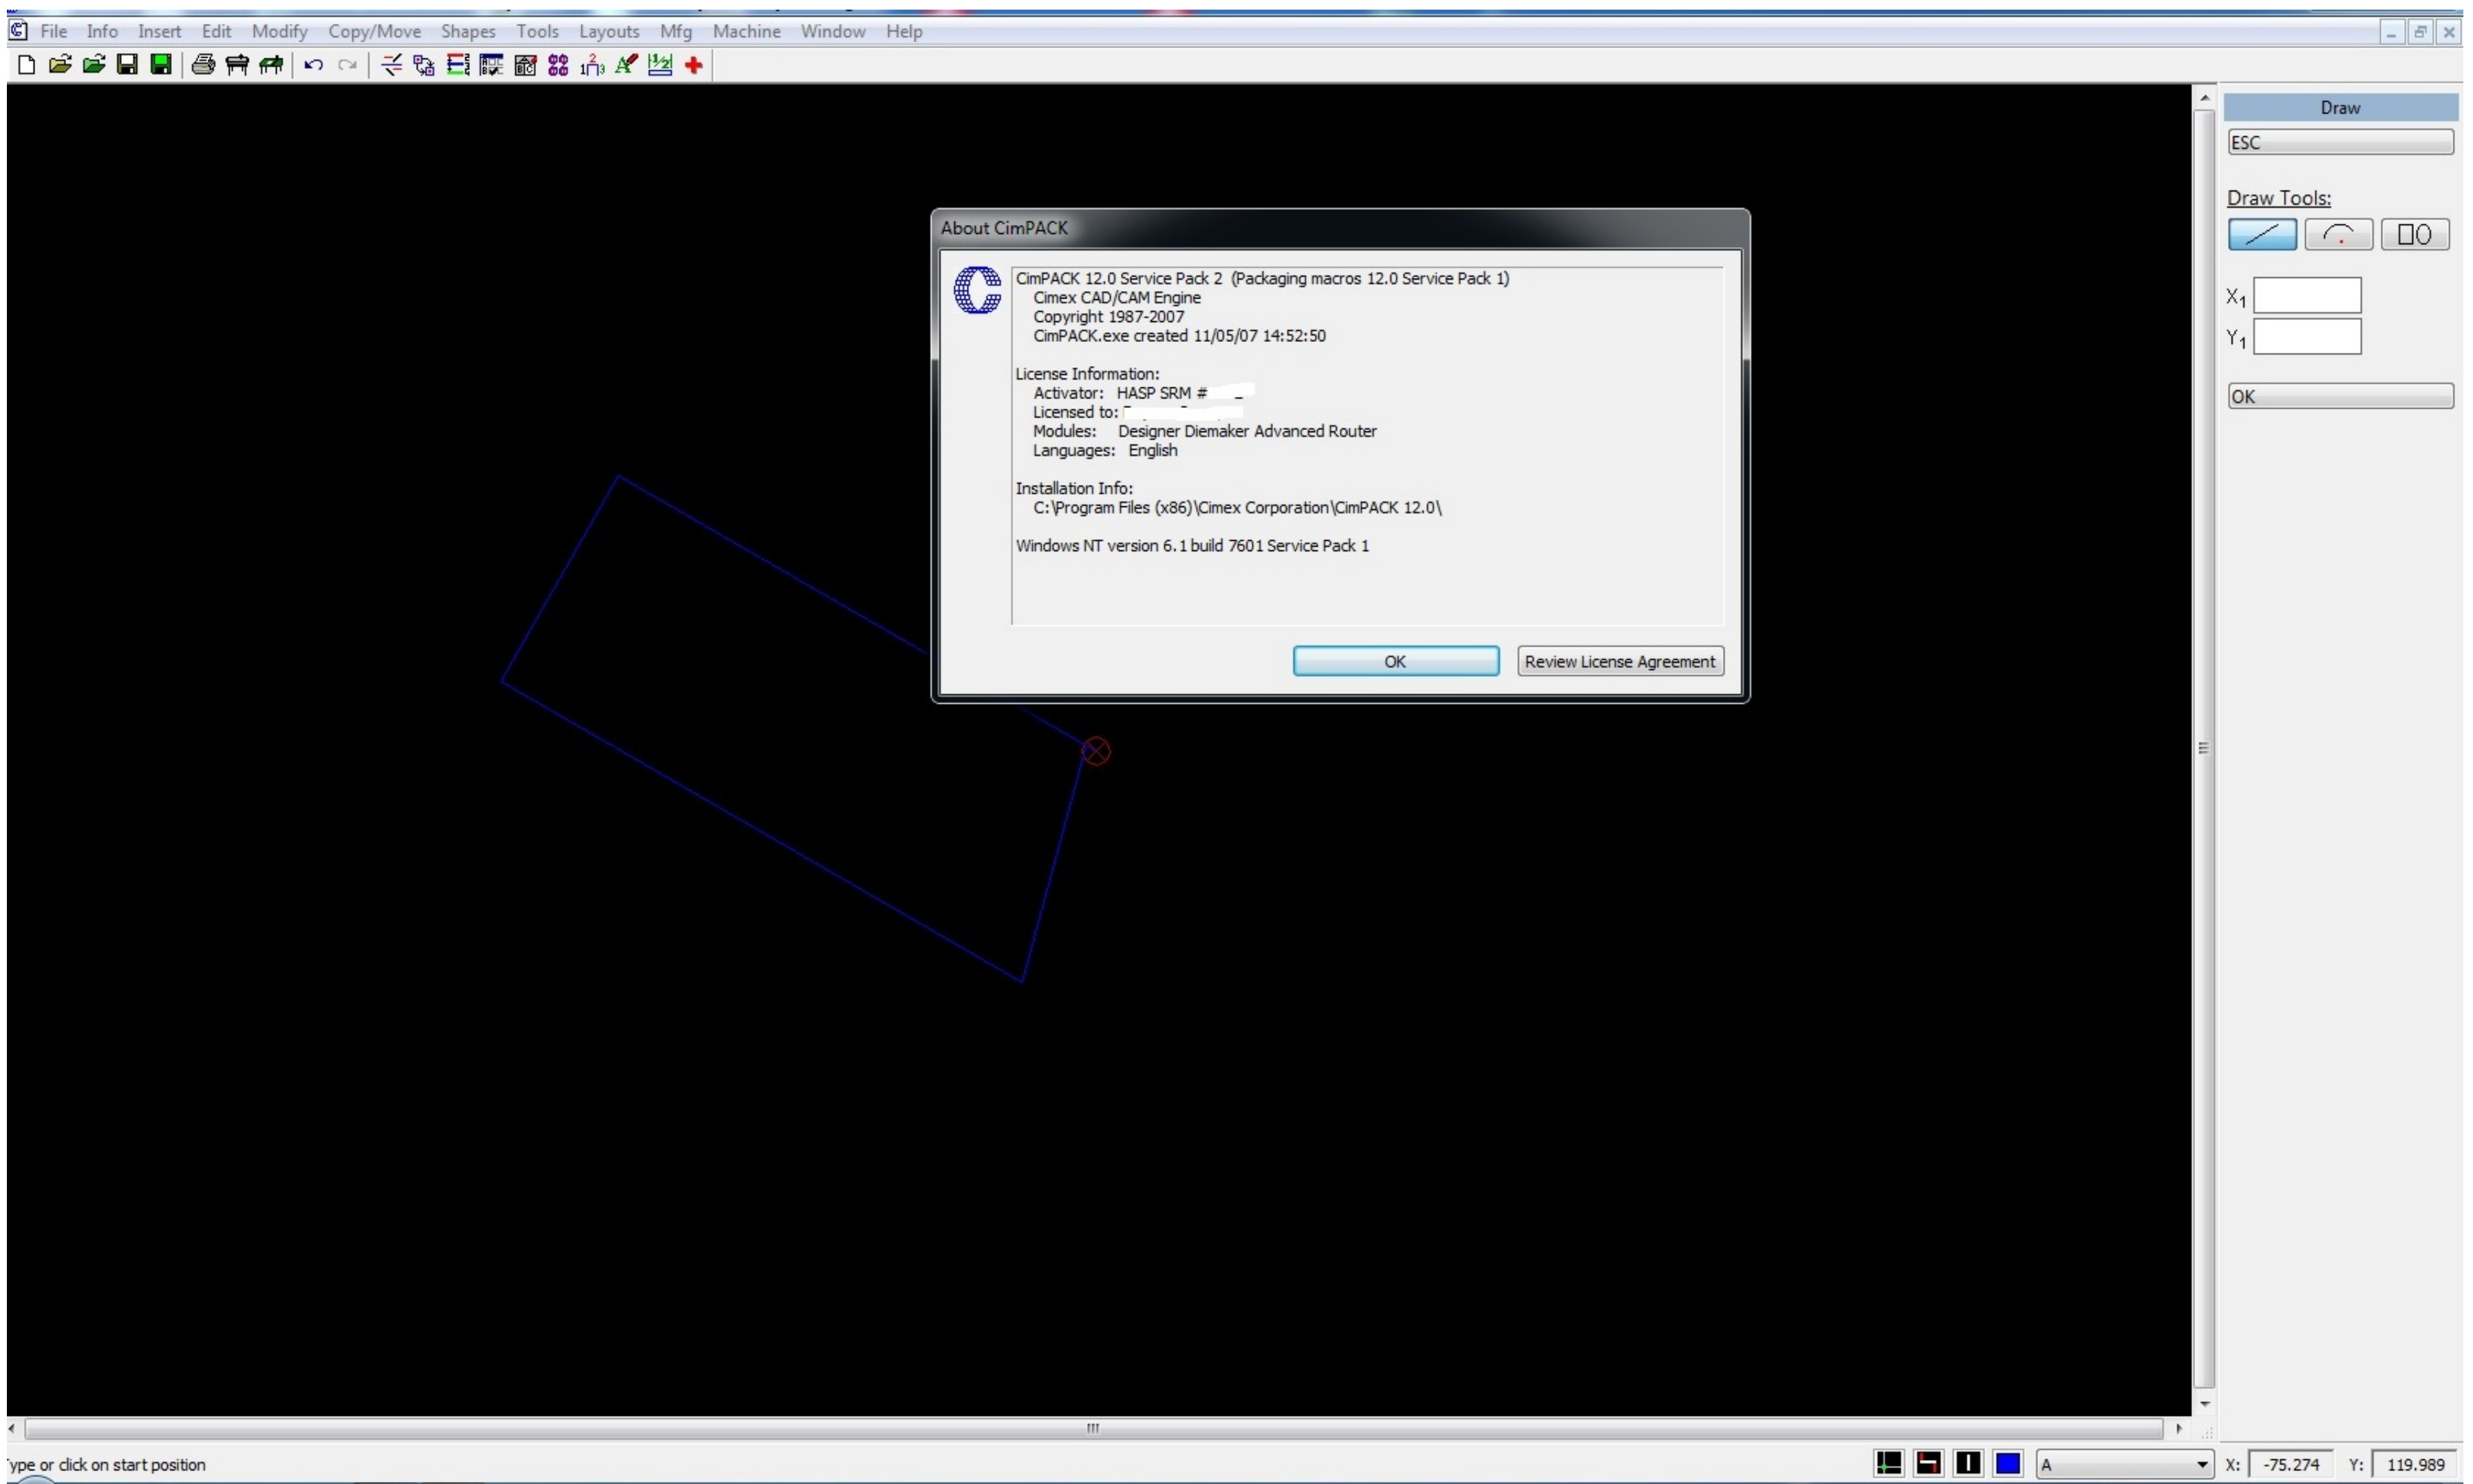 File Info Insert Edit Modify Copy/Move Shapes Tools Layouts Mfg Machine Window Help
Draw
ESC
Draw Tools:
X1
Y1
OK
About CimPACK
CimPACK 12.0 Service Pack 2 (Packaging macros 12.0 Service Pack 1)
Cimex CAD/CAM Engine
Copyright 1987-2007
CimPACK.exe created 11/05/07 14:52:50
License Information:
Activator: HASP SRM #
Licensed to:
Modules: Designer Diemaker Advanced Router
Languages: English
Installation Info:
C:\Program Files (x86)\Cimex Corporation\CimPACK 12.0\
Windows NT version 6.1 build 7601 Service Pack 1
OK Review License Agreement
ype or click on start position
A X: -75.274 Y: 119.989